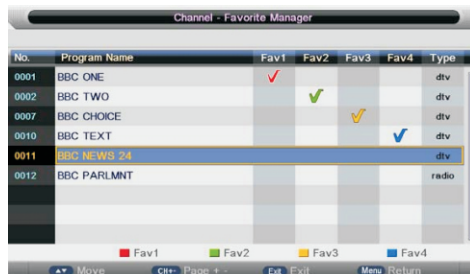 Channel - Favorite Manager
No. Program Name Fav1 Fav2 Fav3 Fav4 Type
0001 BBC ONE dtv
0002 BBC TWO dtv
0007 BBC CHOICE dtv
0010 BBC TEXT dtv
0011 BBC NEWS 24 dtv
0012 BBC PARLMNT radio
Fav1 Fav2 Fav3 Fav4
Move CH+- Page + - Exit Exit Menu Return